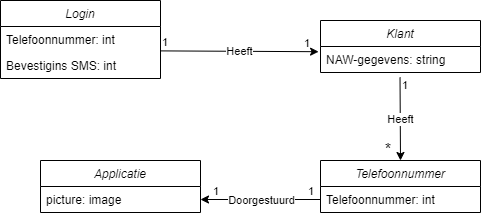 Login
Telefoonnummer: int
Bevestigins SMS: int
1
Heeft
1
Klant
NAW-gegevens: string
1
Heeft
*
Applicatie
picture: image
1
Doorgestuurd
1
Telefoonnummer
Telefoonnummer: int